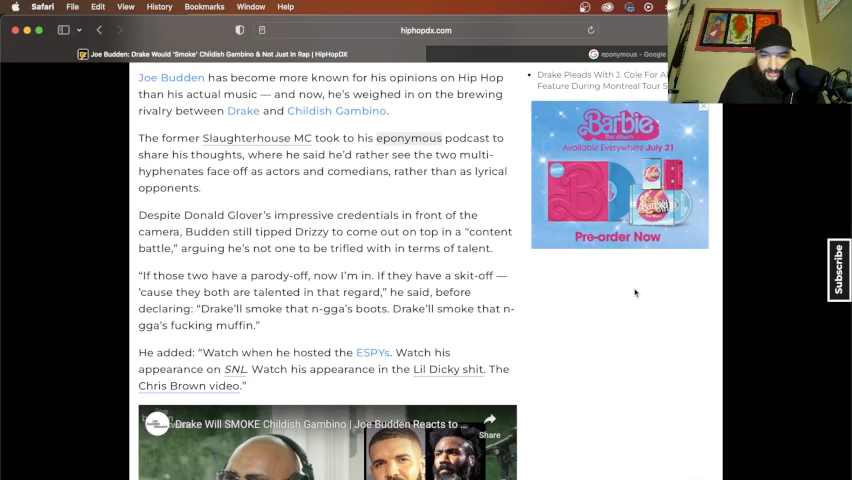 Safari File Edit View History Bookmarks Window Help
hiphopdx.com
Joe Budden: Drake Would 'Smoke' Childish Gambino & Not Just In Rap | HipHopDX
eponymous - Google
Joe Budden has become more known for his opinions on Hip Hop
than his actual music — and now, he's weighed in on the brewing
rivalry between Drake and Childish Gambino.
The former Slaughterhouse MC took to his eponymous podcast to
share his thoughts, where he said he'd rather see the two multi-
hyphenates face off as actors and comedians, rather than as lyrical
opponents.
Despite Donald Glover's impressive credentials in front of the
camera, Budden still tipped Drizzy to come out on top in a "content
battle," arguing he's not one to be trifled with in terms of talent.
"If those two have a parody-off, now I'm in. If they have a skit-off —
'cause they both are talented in that regard," he said, before
declaring: "Drake'll smoke that n-gga's boots. Drake'll smoke that n-
gga's fucking muffin."
He added: "Watch when he hosted the ESPYs. Watch his
appearance on SNL. Watch his appearance in the Lil Dicky shit. The
Chris Brown video."
Drake Will SMOKE Childish Gambino | Joe Budden Reacts to ...
Share
Drake Pleads With J. Cole For
Feature During Montreal Tour
Barbie
The Album
Available Everywhere July 21
Pre-order Now
Subscribe